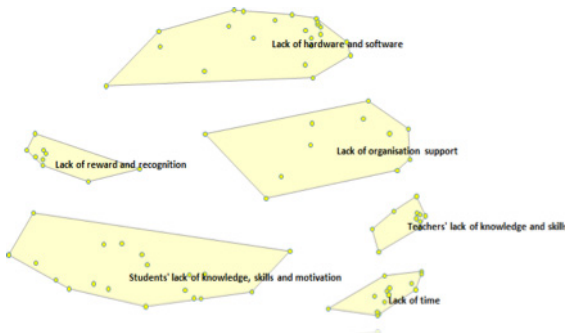 Lack of hardware and software
Lack of organisation support
Lack of reward and recognition
Teachers' lack of knowledge and skills
Students' lack of knowledge, skills and motivation
Lack of time